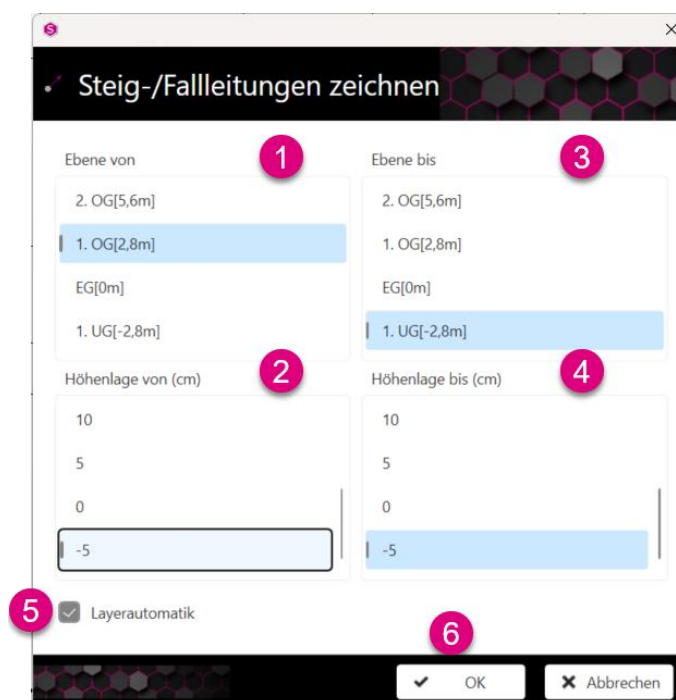 S
Steig-/Fallleitungen zeichnen
Ebene von
1
2. OG[5,6m]
1. OG[2,8m]
EG[0m]
1. UG[-2,8m]
Ebene bis
3
2. OG[5,6m]
1. OG[2,8m]
EG[0m]
1. UG[-2,8m]
Höhenlage von (cm)
2
10
5
0
-5
Höhenlage bis (cm)
4
10
5
0
-5
5
Layerautomatik
6
OK
Abbrechen